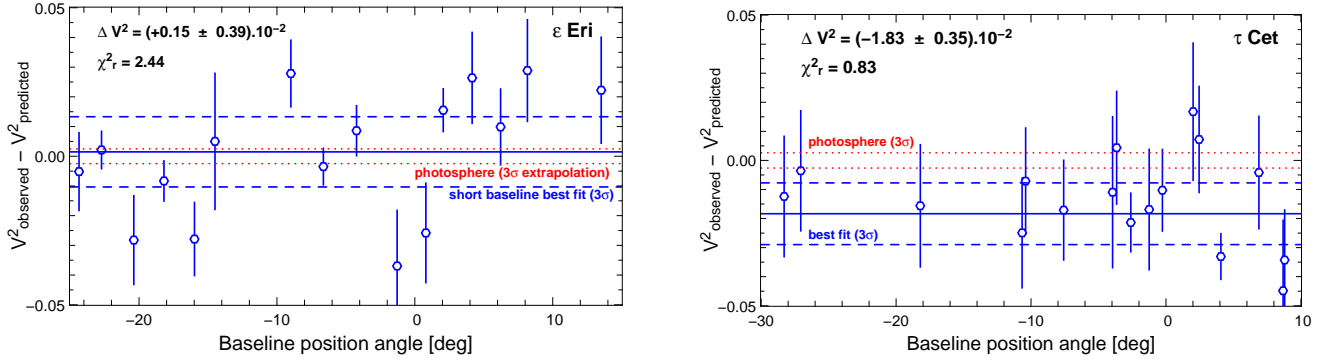 0.05
Δ V² = (+0.15 ± 0.39).10⁻²
ε Eri
χ²ᵣ = 2.44
0.00
photosphere (3σ extrapolation)
short baseline best fit (3σ)
−0.05
−20
−10
0
10
Baseline position angle [deg]
V²observed − V²predicted
0.05
Δ V² = (−1.83 ± 0.35).10⁻²
τ Cet
χ²ᵣ = 0.83
photosphere (3σ)
0.00
best fit (3σ)
−0.05
−30
−20
−10
0
10
Baseline position angle [deg]
V²observed − V²predicted